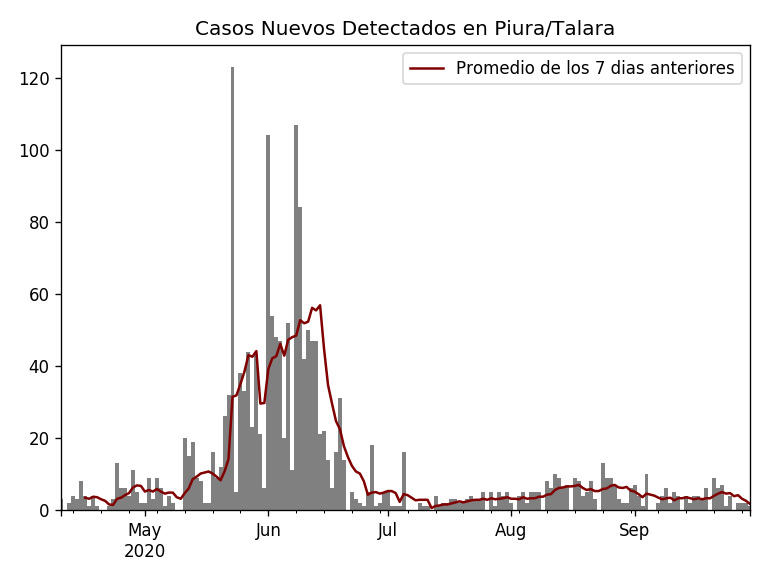 Casos Nuevos Detectados en Piura/Talara
Promedio de los 7 dias anteriores
120
100
80
60
40
20
0
May
2020
Jun
Jul
Aug
Sep